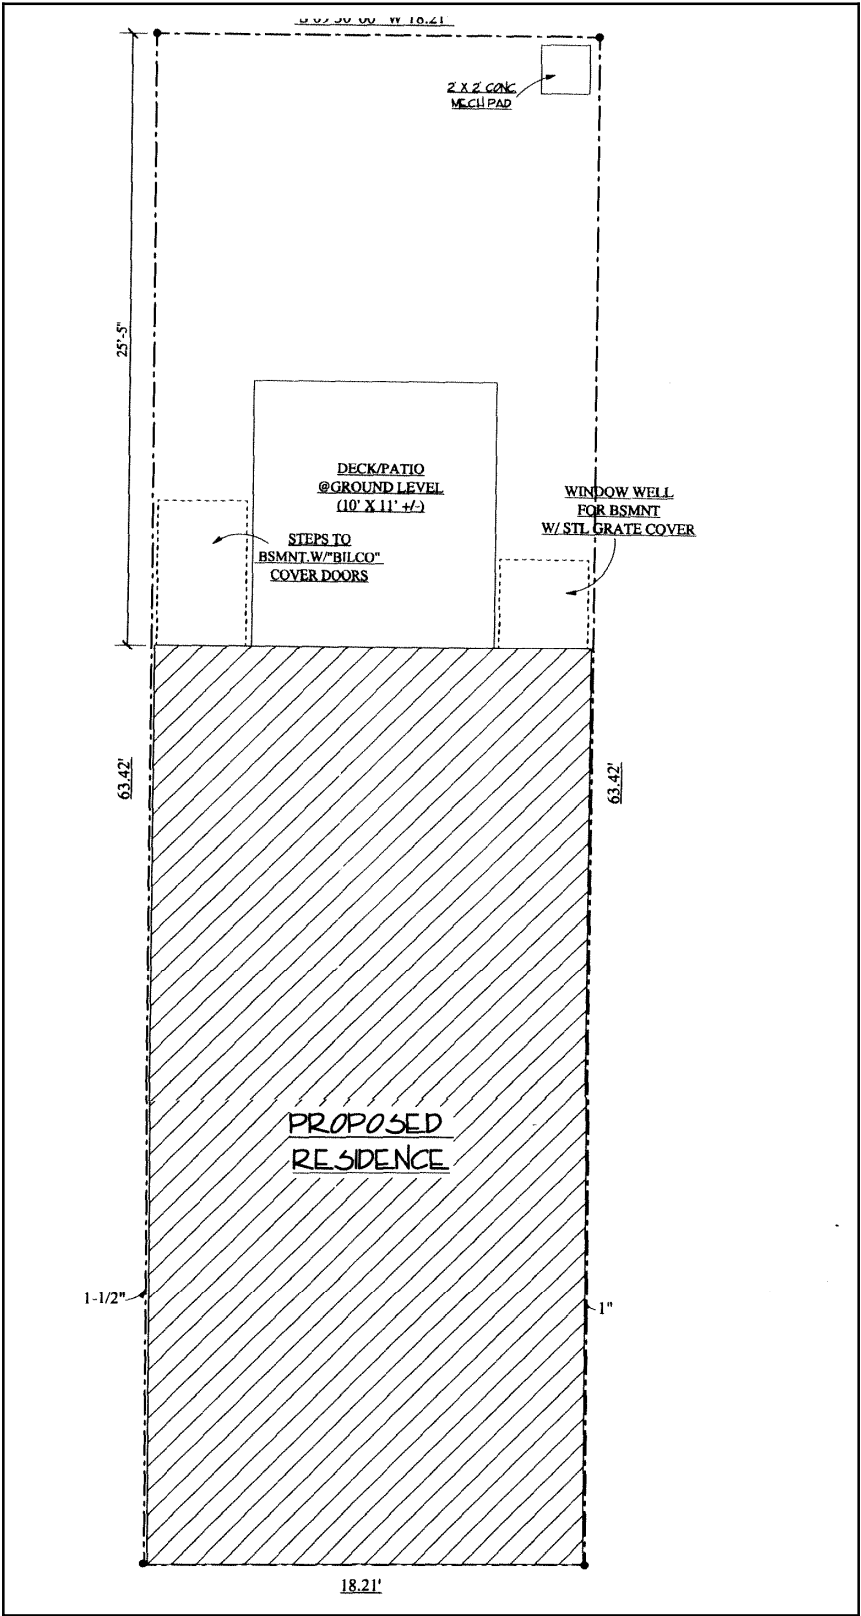 W 18.21'
2' X 2' CONC.
MECH PAD
25'-5"
DECK/PATIO
@GROUND LEVEL
(10' X 11' +/-)
WINDOW WELL
FOR BSMNT
W/ STL GRATE COVER
STEPS TO
BSMNT.W/"BILCO"
COVER DOORS
63.42'
63.42'
PROPOSED
RESIDENCE
1-1/2"
1"
18.21'